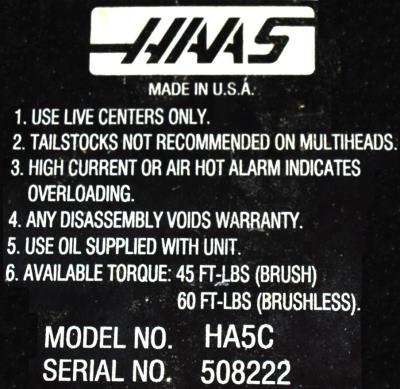 HAAS
MADE IN U.S.A.
1. USE LIVE CENTERS ONLY.
2. TAILSTOCKS NOT RECOMMENDED ON MULTIHEADS.
3. HIGH CURRENT OR AIR HOT ALARM INDICATES
OVERLOADING.
4. ANY DISASSEMBLY VOIDS WARRANTY.
5. USE OIL SUPPLIED WITH UNIT.
6. AVAILABLE TORQUE: 45 FT-LBS (BRUSH)
60 FT-LBS (BRUSHLESS).
MODEL NO. HA5C
SERIAL NO. 508222